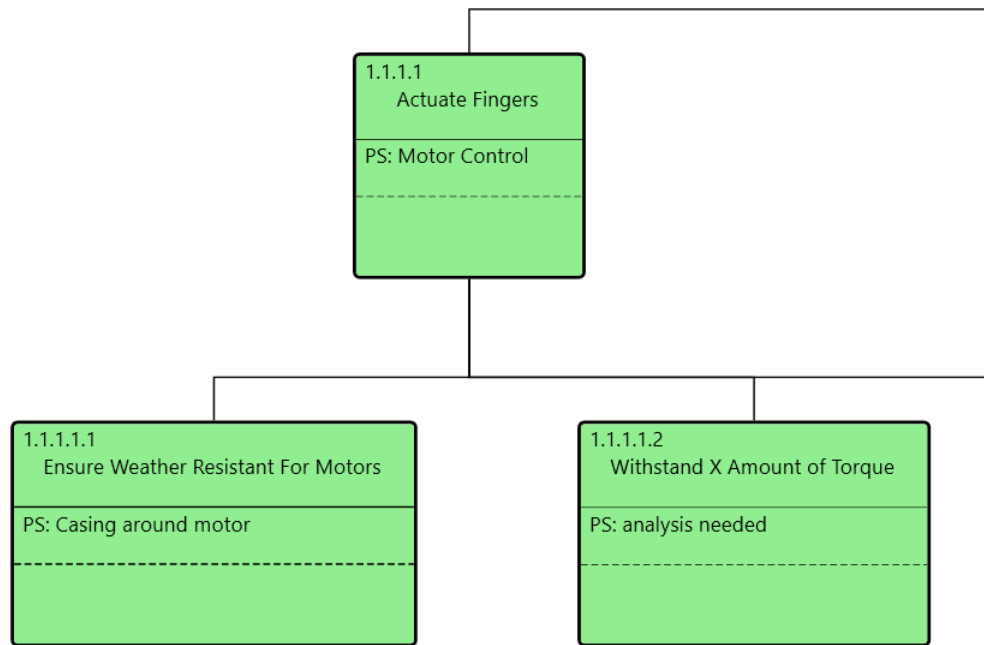 1.1.1.1
Actuate Fingers
PS: Motor Control
1.1.1.1.1
Ensure Weather Resistant For Motors
PS: Casing around motor
1.1.1.1.2
Withstand X Amount of Torque
PS: analysis needed